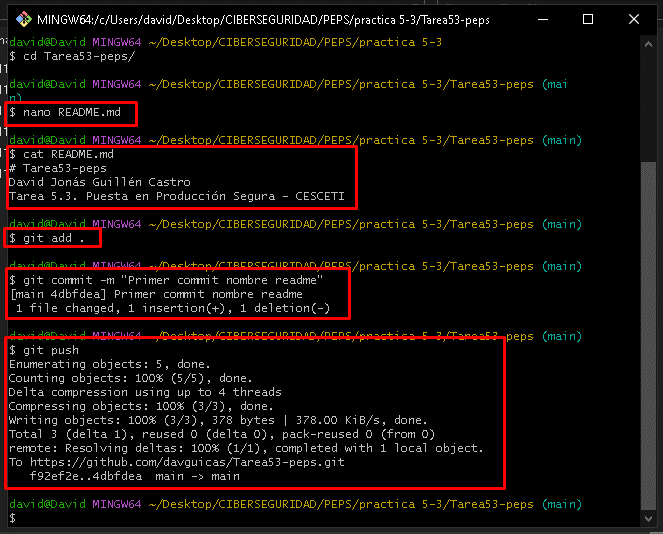 MINGW64:/c/Users/david/Desktop/CIBERSEGURIDAD/PEPS/practica 5-3/Tarea53-peps
david@David MINGW64 ~/Desktop/CIBERSEGURIDAD/PEPS/practica 5-3
$ cd Tarea53-peps/
david@David MINGW64 ~/Desktop/CIBERSEGURIDAD/PEPS/practica 5-3/Tarea53-peps (mai
n)
$ nano README.md
david@David MINGW64 ~/Desktop/CIBERSEGURIDAD/PEPS/practica 5-3/Tarea53-peps (main)
$ cat README.md
# Tarea53-peps
David Jonás Guillén Castro
Tarea 5.3. Puesta en Producción Segura - CESCETI
david@David MINGW64 ~/Desktop/CIBERSEGURIDAD/PEPS/practica 5-3/Tarea53-peps (main)
$ git add .
david@David MINGW64 ~/Desktop/CIBERSEGURIDAD/PEPS/practica 5-3/Tarea53-peps (main)
$ git commit -m "Primer commit nombre readme"
[main 4dbfdea] Primer commit nombre readme
 1 file changed, 1 insertion(+), 1 deletion(-)
david@David MINGW64 ~/Desktop/CIBERSEGURIDAD/PEPS/practica 5-3/Tarea53-peps (main)
$ git push
Enumerating objects: 5, done.
Counting objects: 100% (5/5), done.
Delta compression using up to 4 threads
Compressing objects: 100% (3/3), done.
Writing objects: 100% (3/3), 378 bytes | 378.00 KiB/s, done.
Total 3 (delta 1), reused 0 (delta 0), pack-reused 0 (from 0)
remote: Resolving deltas: 100% (1/1), completed with 1 local object.
To https://github.com/davguicas/Tarea53-peps.git
   f92ef2e..4dbfdea  main -> main
david@David MINGW64 ~/Desktop/CIBERSEGURIDAD/PEPS/practica 5-3/Tarea53-peps (main)
$